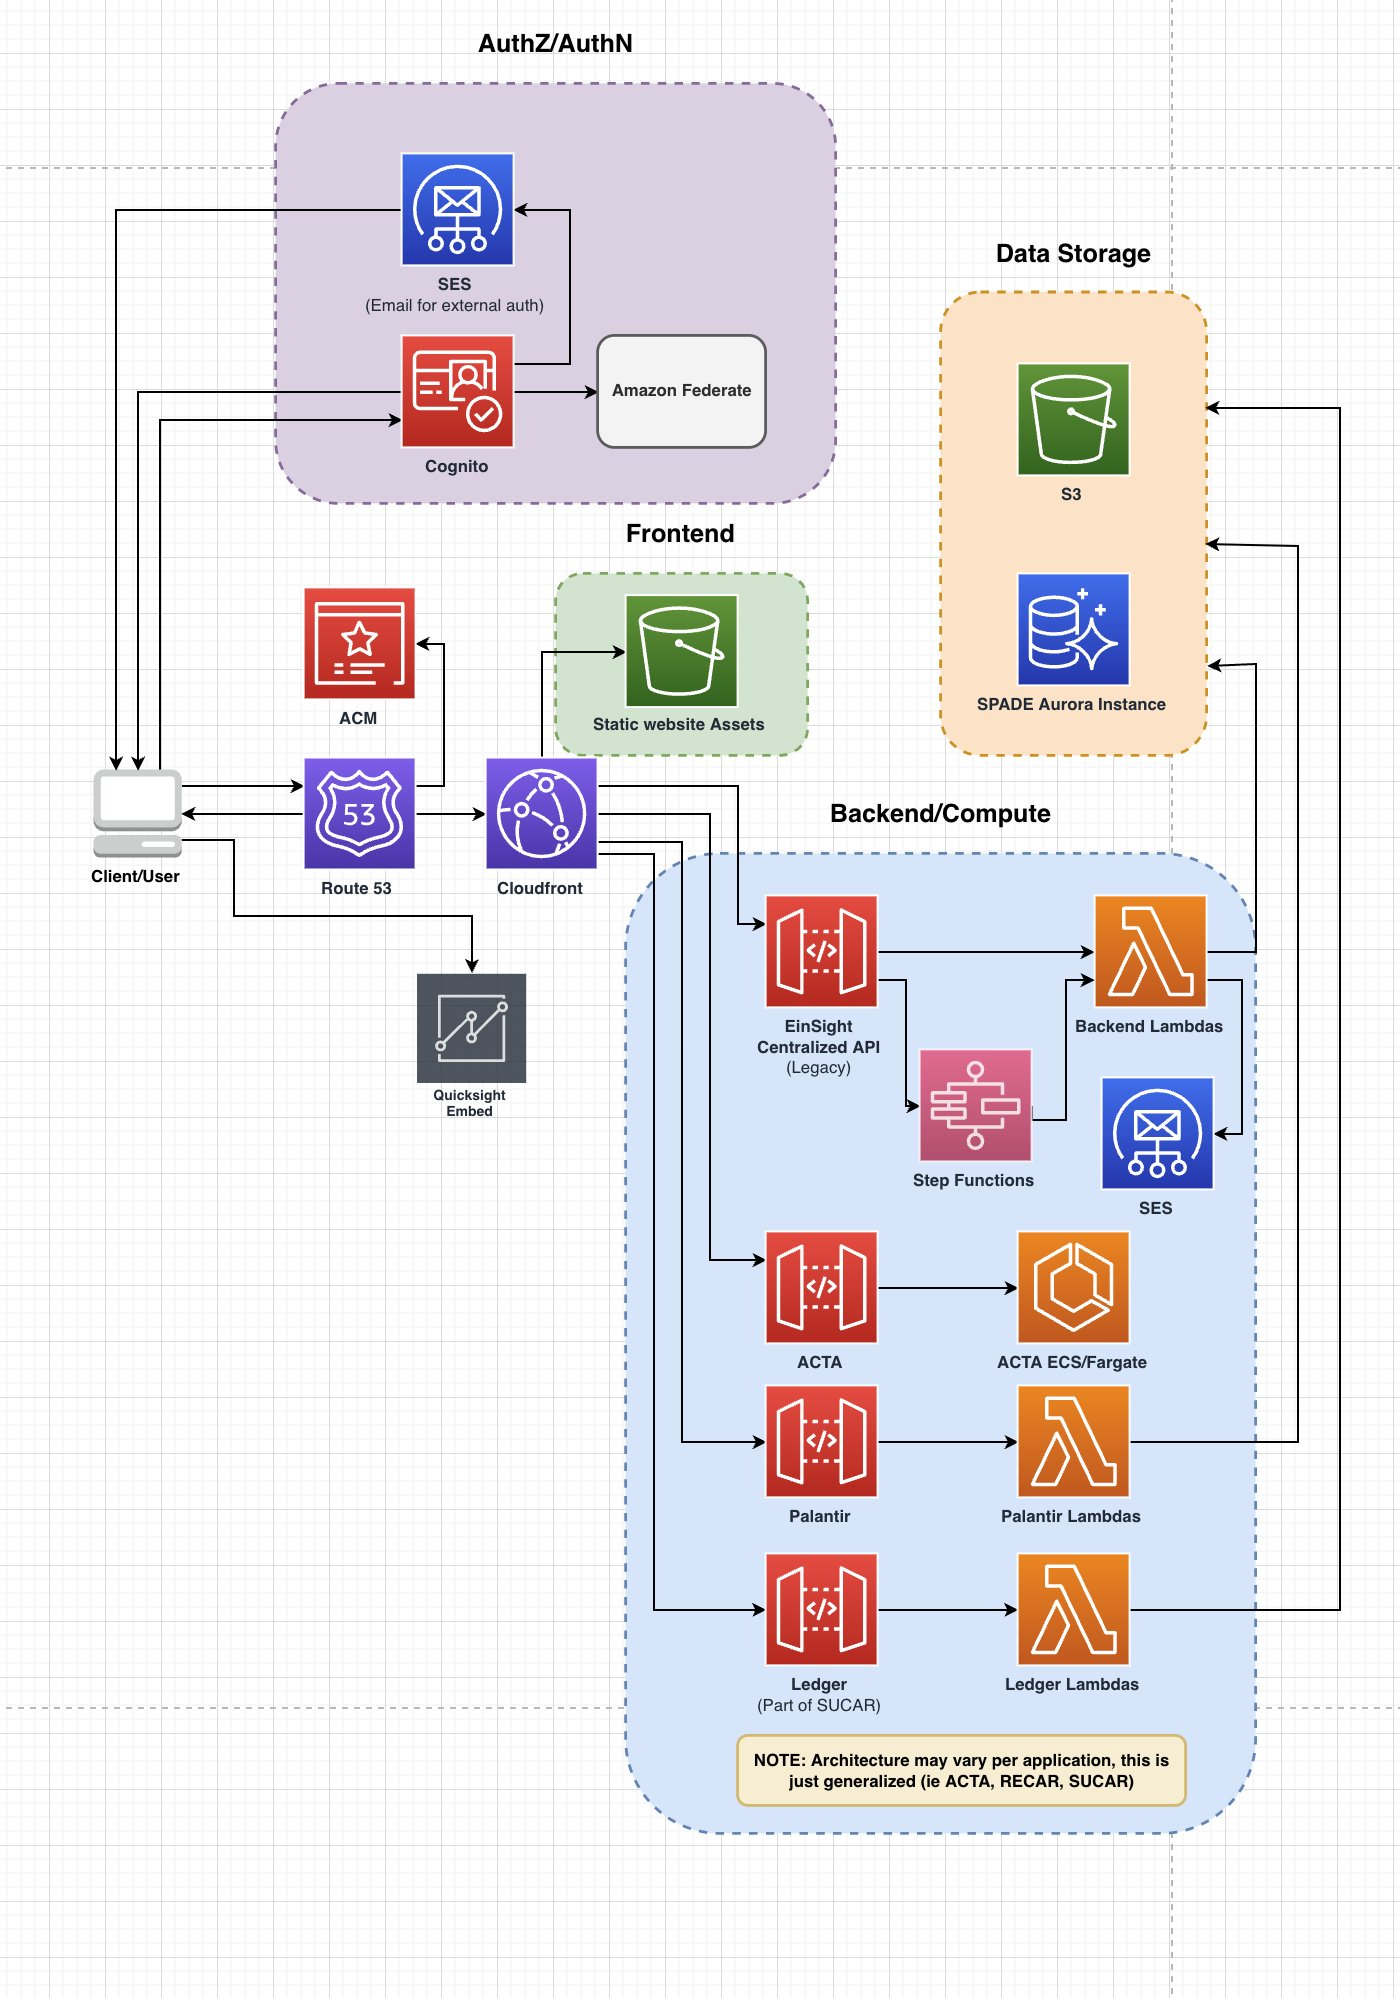 AuthZ/AuthN
SES
(Email for external auth)
Cognito
Amazon Federate
Data Storage
S3
SPADE Aurora Instance
Frontend
Static website Assets
ACM
53
Client/User
Route 53
Cloudfront
Quicksight
Embed
Backend/Compute
EinSight
Centralized API
(Legacy)
Backend Lambdas
Step Functions
SES
ACTA
ACTA ECS/Fargate
Palantir
Palantir Lambdas
Ledger
(Part of SUCAR)
Ledger Lambdas
NOTE: Architecture may vary per application, this is
just generalized (ie ACTA, RECAR, SUCAR)